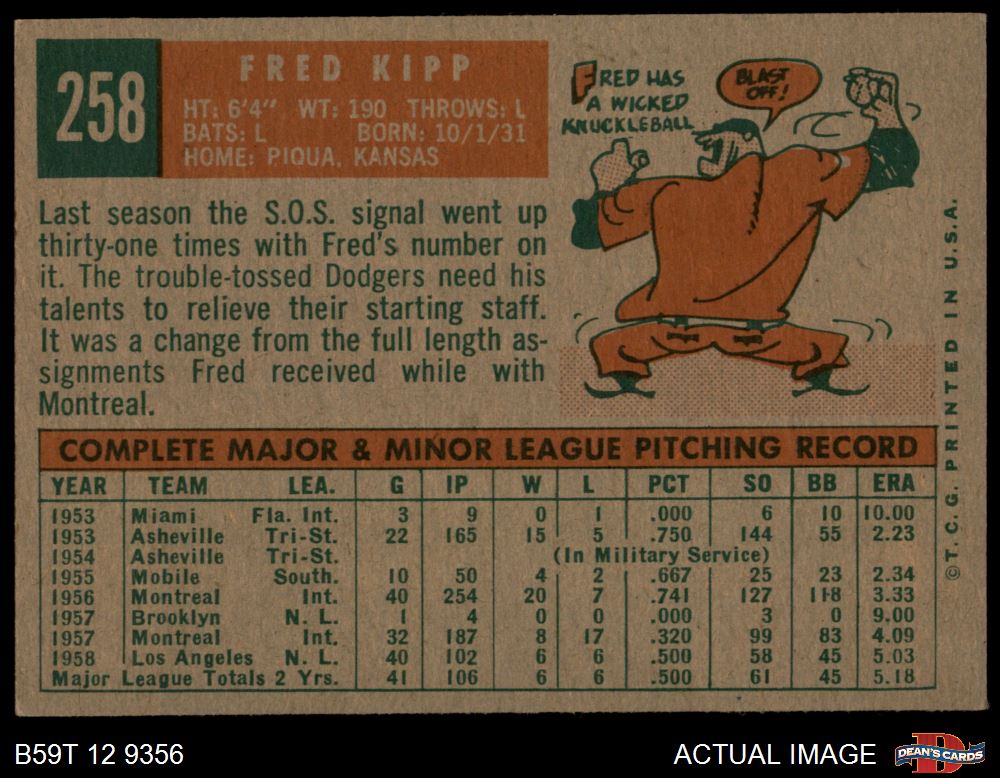 258
FRED KIPP
HT: 6'4" WT: 190 THROWS: L
BATS: L BORN: 10/1/31
HOME: PIQUA, KANSAS
FRED HAS
A WICKED
KNUCKLEBALL
BLAST
OFF!
Last season the S.O.S. signal went up
thirty-one times with Fred's number on
it. The trouble-tossed Dodgers need his
talents to relieve their starting staff.
It was a change from the full length as-
signments Fred received while with
Montreal.
COMPLETE MAJOR & MINOR LEAGUE PITCHING RECORD
YEAR TEAM LEA. G IP W L PCT SO BB ERA
1953 Miami Fla. Int. 3 9 0 1 .000 6 10 10.00
1953 Asheville Tri-St. 22 165 15 5 .750 144 55 2.23
1954 Asheville Tri-St. (In Military Service)
1955 Mobile South. 10 50 4 2 .667 25 23 2.34
1956 Montreal Int. 40 254 20 7 .741 127 118 3.33
1957 Brooklyn N. L. 1 4 0 0 .000 3 0 9.00
1957 Montreal Int. 32 187 8 17 .320 99 83 4.09
1958 Los Angeles N. L. 40 102 6 6 .500 58 45 5.03
Major League Totals 2 Yrs. 41 106 6 6 .500 61 45 5.18
©T.C.G. PRINTED IN U.S.A.
B59T 12 9356
ACTUAL IMAGE
D
DEAN'S CARDS